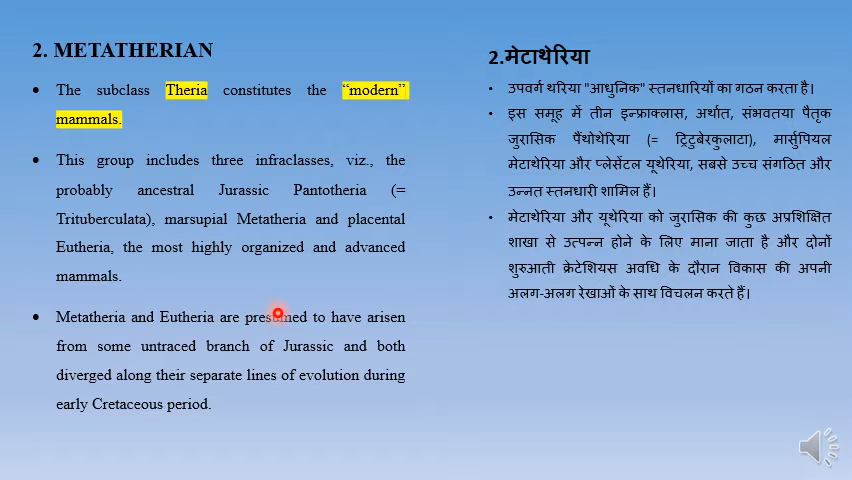 2. METATHERIAN
• The subclass Theria constitutes the "modern"
mammals.
• This group includes three infraclasses, viz., the
probably ancestral Jurassic Pantotheria (=
Trituberculata), marsupial Metatheria and placental
Eutheria, the most highly organized and advanced
mammals.
• Metatheria and Eutheria are presumed to have arisen
from some untraced branch of Jurassic and both
diverged along their separate lines of evolution during
early Cretaceous period.
2.मेटाथेरिया
• उपवर्ग थरिया "आधुनिक" स्तनधारियों का गठन करता है।
• इस समूह में तीन इन्फ्राक्लास, अर्थात, संभवतया पैतृक
जुरासिक पैंथोथेरिया (= ट्रिटुबेरकुलाटा), मार्सुपियल
मेटाथेरिया और प्लेसेंटल यूथेरिया, सबसे उच्च संगठित और
उन्नत स्तनधारी शामिल हैं।
• मेटाथेरिया और यूथेरिया को जुरासिक की कुछ अप्रशिक्षित
शाखा से उत्पन्न होने के लिए माना जाता है और दोनों
शुरुआती क्रेटेशियस अवधि के दौरान विकास की अपनी
अलग-अलग रेखाओं के साथ विचलन करते हैं।